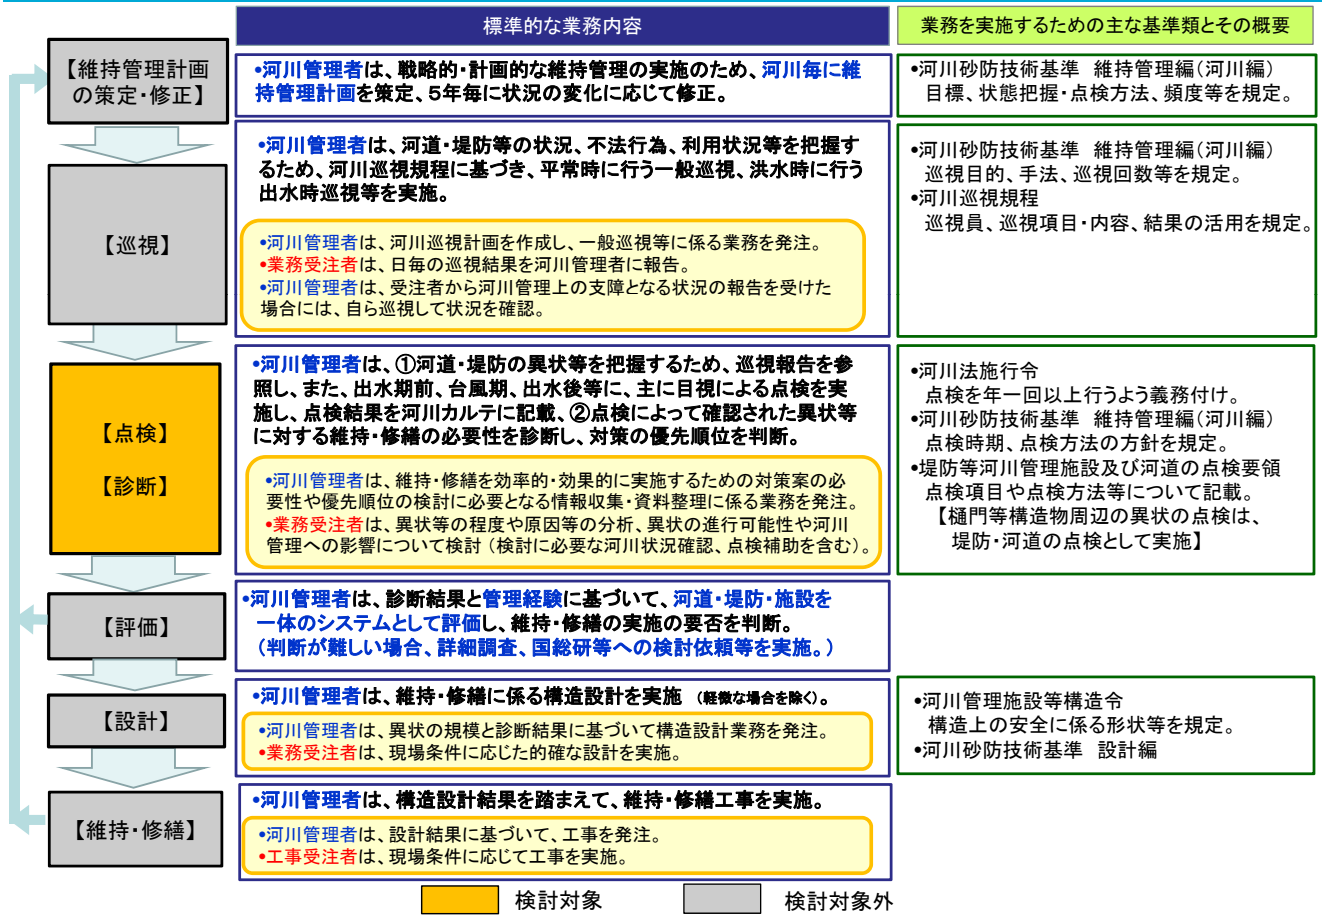 標準的な業務内容
業務を実施するための主な基準類とその概要
【維持管理計画
の策定・修正】
•河川管理者は、戦略的・計画的な維持管理の実施のため、河川毎に維
持管理計画を策定、5年毎に状況の変化に応じて修正。
•河川砂防技術基準 維持管理編(河川編)
目標、状態把握・点検方法、頻度等を規定。
【巡視】
•河川管理者は、河道・堤防等の状況、不法行為、利用状況等を把握す
るため、河川巡視規程に基づき、平常時に行う一般巡視、洪水時に行う
出水時巡視等を実施。
•河川管理者は、河川巡視計画を作成し、一般巡視等に係る業務を発注。
•業務受注者は、日毎の巡視結果を河川管理者に報告。
•河川管理者は、受注者から河川管理上の支障となる状況の報告を受けた
場合には、自ら巡視して状況を確認。
•河川砂防技術基準 維持管理編(河川編)
巡視目的、手法、巡視回数等を規定。
•河川巡視規程
巡視員、巡視項目・内容、結果の活用を規定。
【点検】
【診断】
•河川管理者は、①河道・堤防の異状等を把握するため、巡視報告を参
照し、また、出水期前、台風期、出水後等に、主に目視による点検を実
施し、点検結果を河川カルテに記載、②点検によって確認された異状等
に対する維持・修繕の必要性を診断し、対策の優先順位を判断。
•河川管理者は、維持・修繕を効率的・効果的に実施するための対策案の必
要性や優先順位の検討に必要となる情報収集・資料整理に係る業務を発注。
•業務受注者は、異状等の程度や原因等の分析、異状の進行可能性や河川
管理への影響について検討(検討に必要な河川状況確認、点検補助を含む)。
•河川法施行令
点検を年一回以上行うよう義務付け。
•河川砂防技術基準 維持管理編(河川編)
点検時期、点検方法の方針を規定。
•堤防等河川管理施設及び河道の点検要領
点検項目や点検方法等について記載。
【樋門等構造物周辺の異状の点検は、
堤防・河道の点検として実施】
【評価】
•河川管理者は、診断結果と管理経験に基づいて、河道・堤防・施設を
一体のシステムとして評価し、維持・修繕の実施の要否を判断。
(判断が難しい場合、詳細調査、国総研等への検討依頼等を実施。)
【設計】
•河川管理者は、維持・修繕に係る構造設計を実施 (軽微な場合を除く)。
•河川管理者は、異状の規模と診断結果に基づいて構造設計業務を発注。
•業務受注者は、現場条件に応じた的確な設計を実施。
•河川管理施設等構造令
構造上の安全に係る形状等を規定。
•河川砂防技術基準 設計編
【維持・修繕】
•河川管理者は、構造設計結果を踏まえて、維持・修繕工事を実施。
•河川管理者は、設計結果に基づいて、工事を発注。
•工事受注者は、現場条件に応じて工事を実施。
検討対象
検討対象外